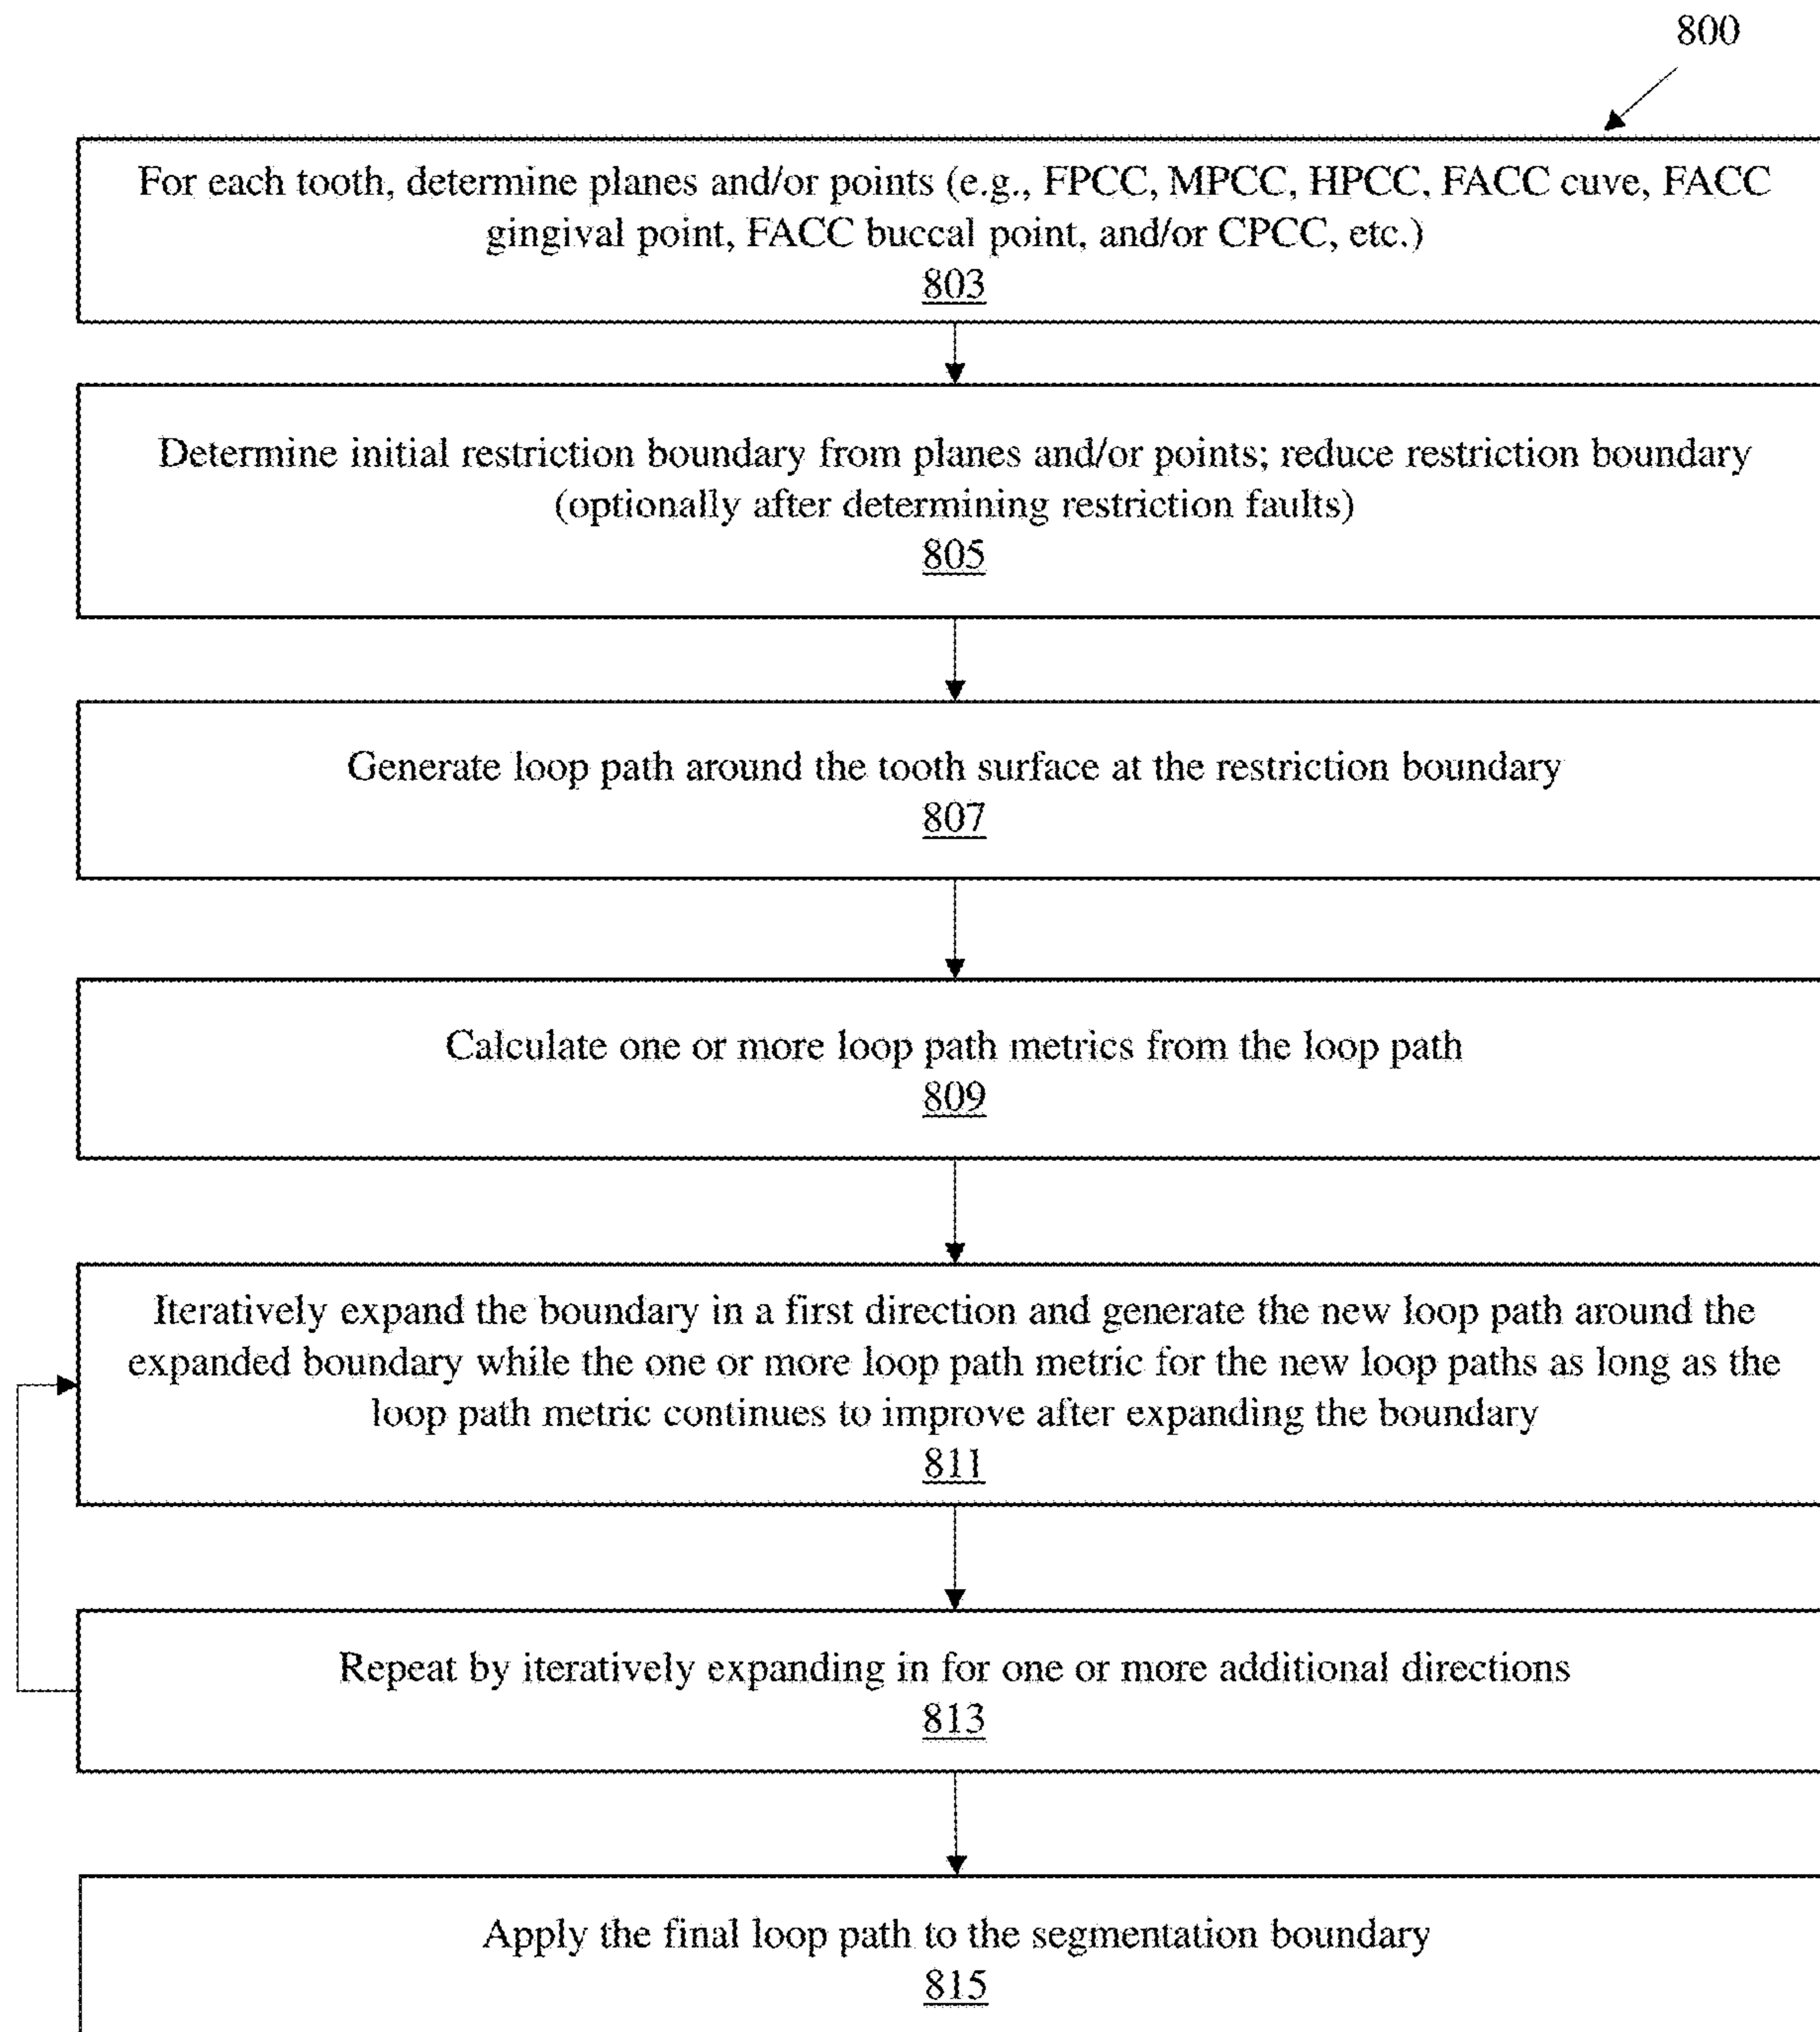 800
For each tooth, determine planes and/or points (e.g., FPCC, MPCC, HPCC, FACC cuve, FACC
gingival point, FACC buccal point, and/or CPCC, etc.)
803
Determine initial restriction boundary from planes and/or points; reduce restriction boundary
(optionally after determining restriction faults)
805
Generate loop path around the tooth surface at the restriction boundary
807
Calculate one or more loop path metrics from the loop path
809
Iteratively expand the boundary in a first direction and generate the new loop path around the
expanded boundary while the one or more loop path metric for the new loop paths as long as the
loop path metric continues to improve after expanding the boundary
811
Repeat by iteratively expanding in for one or more additional directions
813
Apply the final loop path to the segmentation boundary
815